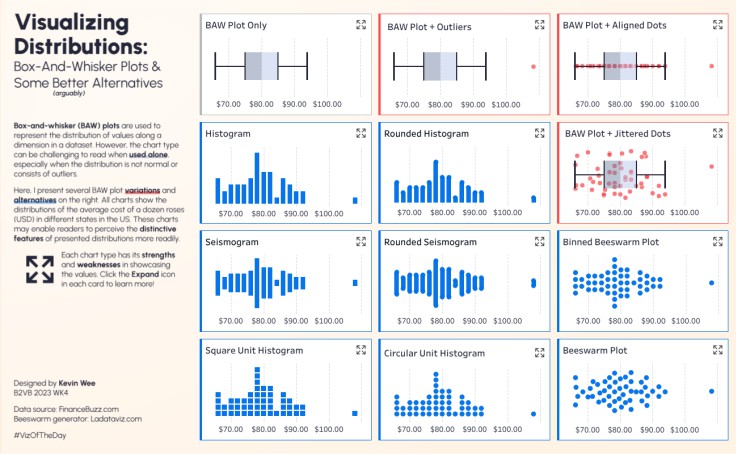 Visualizing
Distributions:
Box-And-Whisker Plots &
Some Better Alternatives
(arguably)
Box-and-whisker (BAW) plots are used to
represent the distribution of values along a
dimension in a dataset. However, the chart type
can be challenging to read when used alone,
especially when the distribution is not normal or
consists of outliers.
Here, I present several BAW plot variations and
alternatives on the right. All charts show the
distributions of the average cost of a dozen roses
(USD) in different states in the US. These charts
may enable readers to perceive the distinctive
features of presented distributions more readily.
Each chart type has its strengths
and weaknesses in showcasing
the values. Click the Expand icon
in each card to learn more!
Designed by Kevin Wee
B2VB 2023 WK4
Data source: FinanceBuzz.com
Beeswarm generator: Ladataviz.com
#VizOfTheDay
BAW Plot Only
$70.00 $80.00 $90.00 $100.00
BAW Plot + Outliers
$70.00 $80.00 $90.00 $100.00
BAW Plot + Aligned Dots
$70.00 $80.00 $90.00 $100.00
Histogram
$70.00 $80.00 $90.00 $100.00
Rounded Histogram
$70.00 $80.00 $90.00 $100.00
BAW Plot + Jittered Dots
$70.00 $80.00 $90.00 $100.00
Seismogram
$70.00 $80.00 $90.00 $100.00
Rounded Seismogram
$70.00 $80.00 $90.00 $100.00
Binned Beeswarm Plot
$70.00 $80.00 $90.00 $100.00
Square Unit Histogram
$70.00 $80.00 $90.00 $100.00
Circular Unit Histogram
$70.00 $80.00 $90.00 $100.00
Beeswarm Plot
$70.00 $80.00 $90.00 $100.00